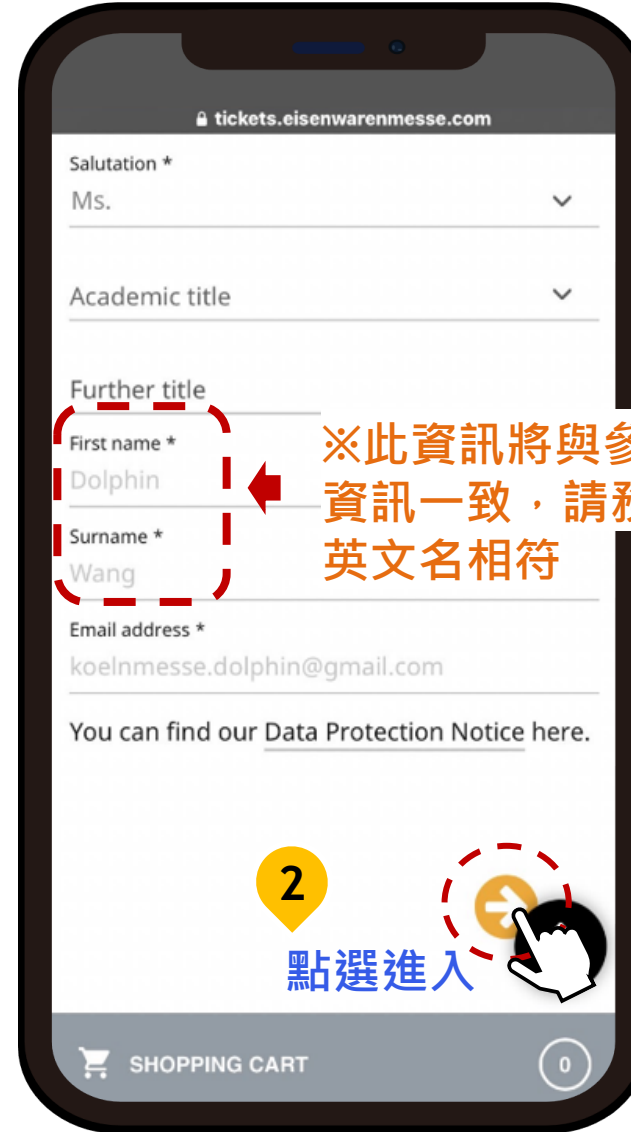 tickets.eisenwarenmesse.com
Salutation *
Ms.
Academic title
Further title
First name *
Dolphin
※此資訊將與
資訊一致，請
英文名相符
Surname *
Wang
Email address *
koelnmesse.dolphin@gmail.com
You can find our Data Protection Notice here.
2
點選進入
SHOPPING CART
0